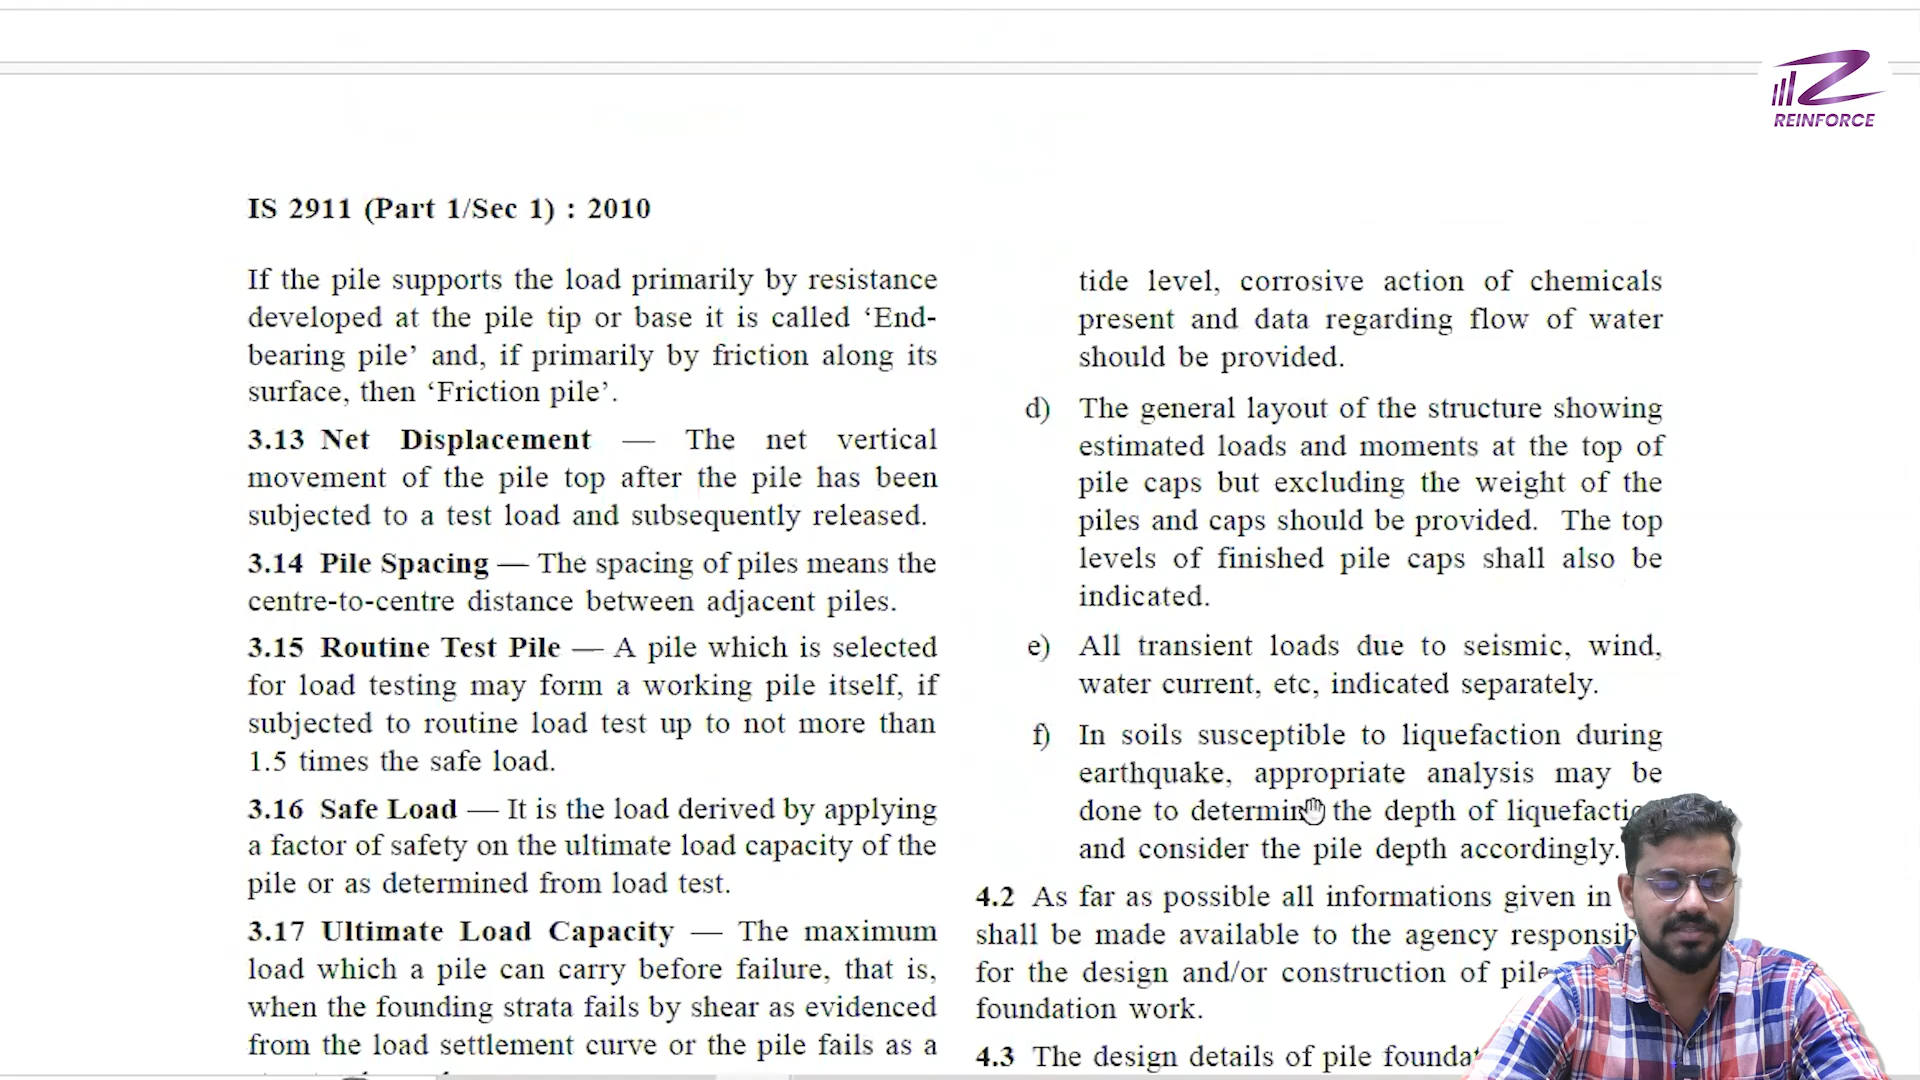 REINFORCE
IS 2911 (Part 1/Sec 1) : 2010
If the pile supports the load primarily by resistance
developed at the pile tip or base it is called ‘End-
bearing pile’ and, if primarily by friction along its
surface, then ‘Friction pile’.
3.13 Net Displacement — The net vertical
movement of the pile top after the pile has been
subjected to a test load and subsequently released.
3.14 Pile Spacing — The spacing of piles means the
centre-to-centre distance between adjacent piles.
3.15 Routine Test Pile — A pile which is selected
for load testing may form a working pile itself, if
subjected to routine load test up to not more than
1.5 times the safe load.
3.16 Safe Load — It is the load derived by applying
a factor of safety on the ultimate load capacity of the
pile or as determined from load test.
3.17 Ultimate Load Capacity — The maximum
load which a pile can carry before failure, that is,
when the founding strata fails by shear as evidenced
from the load settlement curve or the pile fails as a
tide level, corrosive action of chemicals
present and data regarding flow of water
should be provided.
d) The general layout of the structure showing
estimated loads and moments at the top of
pile caps but excluding the weight of the
piles and caps should be provided. The top
levels of finished pile caps shall also be
indicated.
e) All transient loads due to seismic, wind,
water current, etc, indicated separately.
f) In soils susceptible to liquefaction during
earthquake, appropriate analysis may be
done to determin the depth of liquefacti
and consider the pile depth accordingly.
4.2 As far as possible all informations given in
shall be made available to the agency responsib
for the design and/or construction of pile
foundation work.
4.3 The design details of pile founda